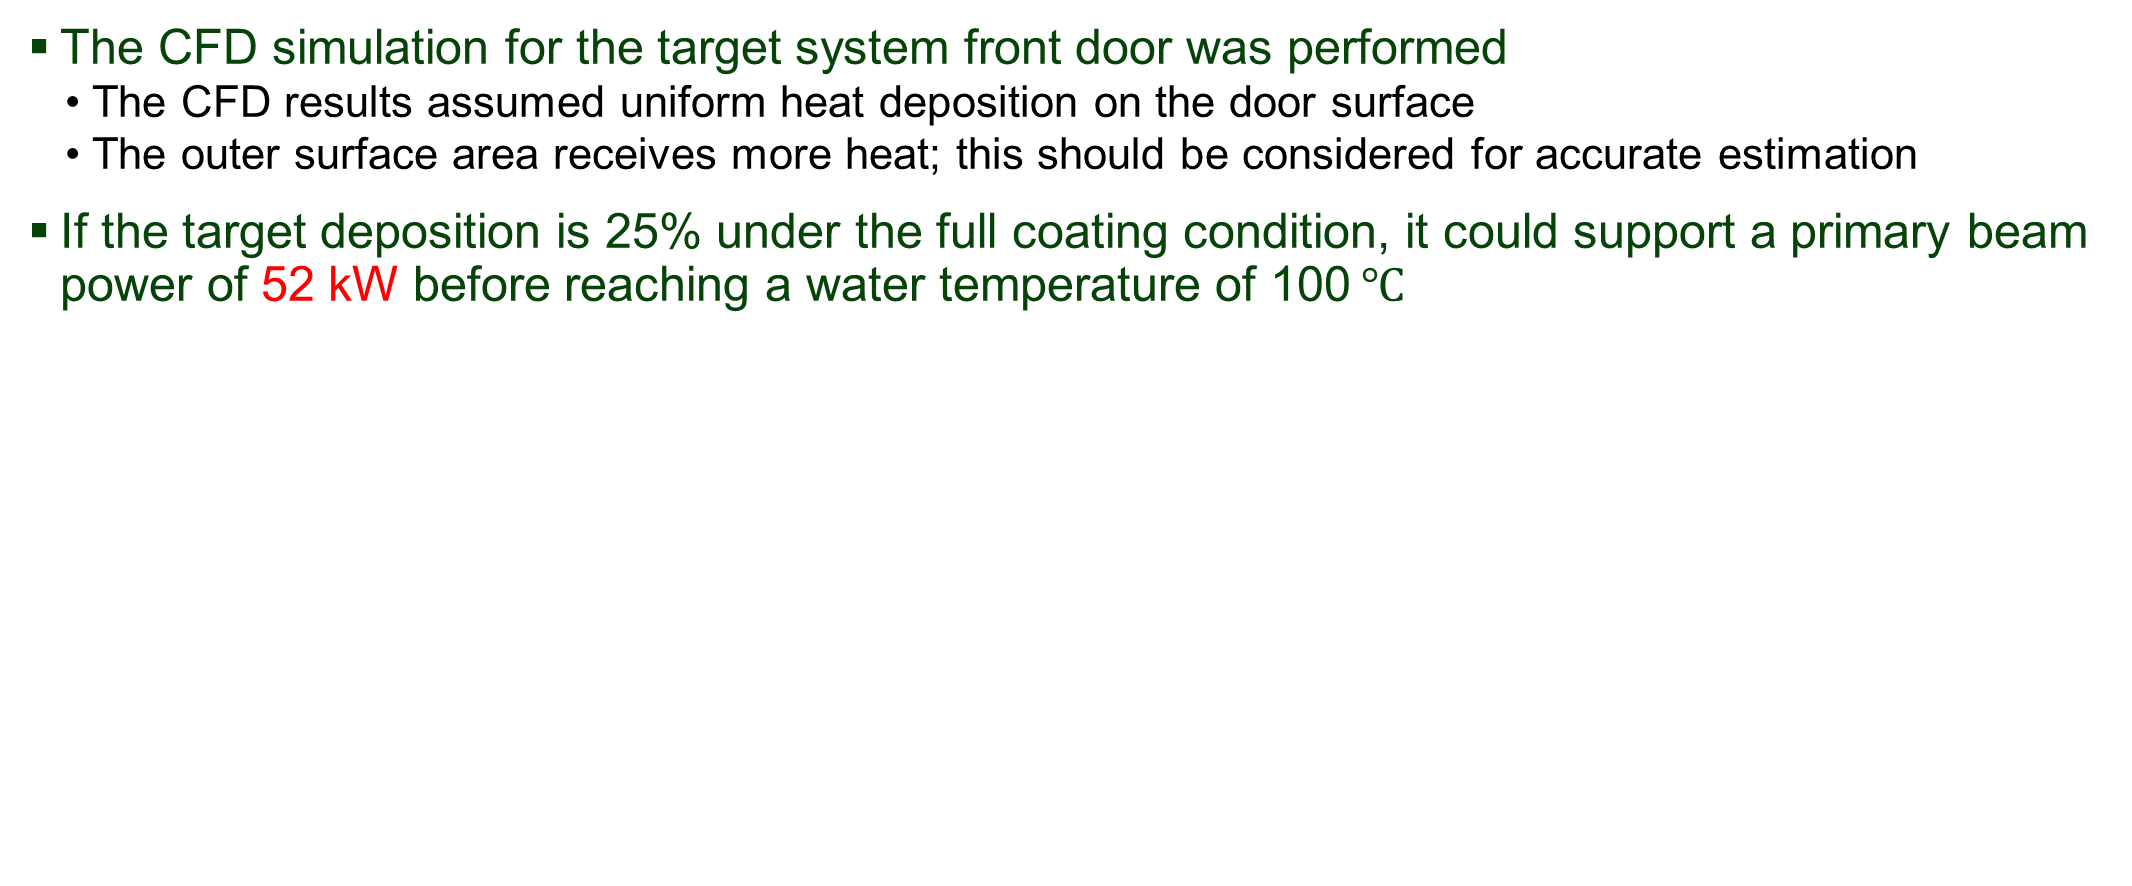 ▪ The CFD simulation for the target system front door was performed
• The CFD results assumed uniform heat deposition on the door surface
• The outer surface area receives more heat; this should be considered for accurate estimation
▪ If the target deposition is 25% under the full coating condition, it could support a primary beam
power of 52 kW before reaching a water temperature of 100 ℃